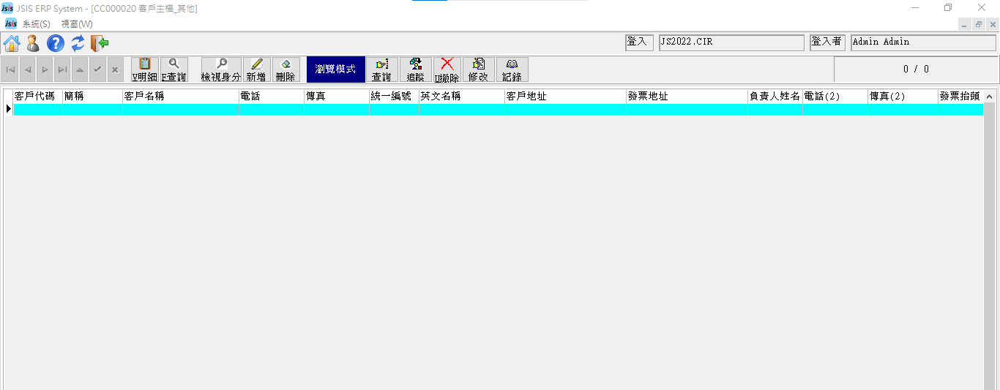 jsis JSIS ERP System - [CC000020 客戶主檔_其他]
jsis 系統(S) 視窗(W)
登入 JS2022.CIR 登入者 Admin Admin
V明細 F查詢 檢視身分 新增 刪除 瀏覽模式 查詢 追蹤 U撤除 修改 記錄 0 / 0
客戶代碼 簡稱 客戶名稱 電話 傳真 統一編號 英文名稱 客戶地址 發票地址 負責人姓名 電話(2) 傳真(2) 發票抬頭